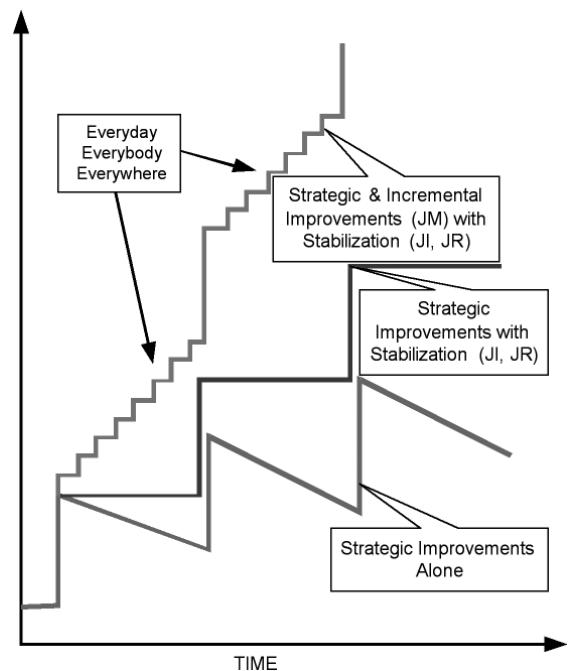 Everyday
Everybody
Everywhere
Strategic & Incremental
Improvements (JM) with
Stabilization (JI, JR)
Strategic
Improvements with
Stabilization (JI, JR)
Strategic Improvements
Alone
TIME